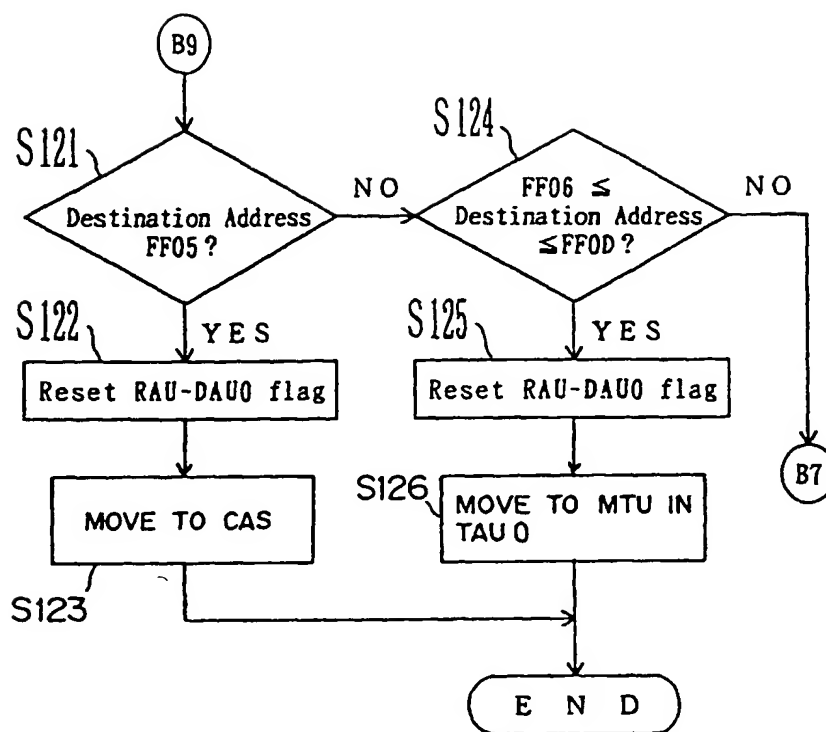 B9
S121
Destination Address
FF05?
NO
S124
FF06 ≦
Destination Address
≦FF0D?
NO
S122
YES
Reset RAU-DAU0 flag
S125
YES
Reset RAU-DAU0 flag
B7
MOVE TO CAS
S123
S126
MOVE TO MTU IN
TAU 0
E N D